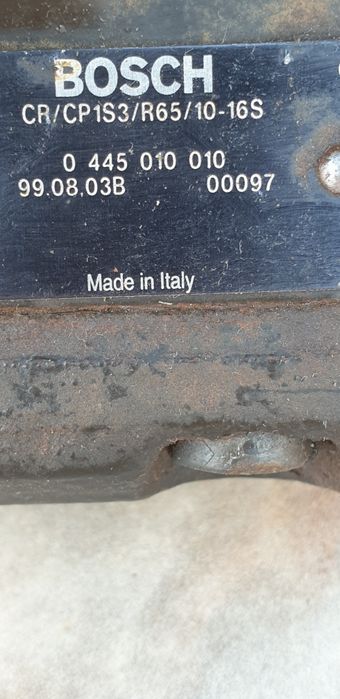 BOSCH
CR/CP1S3/R65/10-16S
0 445 010 010
99.08.03B 00097
Made in Italy